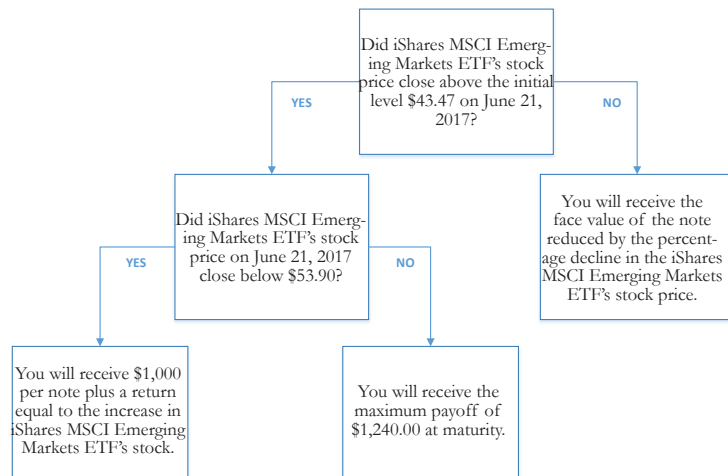 Did iShares MSCI Emerg-
ing Markets ETF's stock
price close above the initial
level $43.47 on June 21,
2017?
YES
NO
Did iShares MSCI Emerg-
ing Markets ETF's stock
price on June 21, 2017
close below $53.90?
You will receive the
face value of the note
reduced by the percent-
age decline in the iShares
MSCI Emerging Markets
ETF's stock price.
YES
NO
You will receive $1,000
per note plus a return
equal to the increase in
iShares MSCI Emerging
Markets ETF's stock.
You will receive the
maximum payoff of
$1,240.00 at maturity.